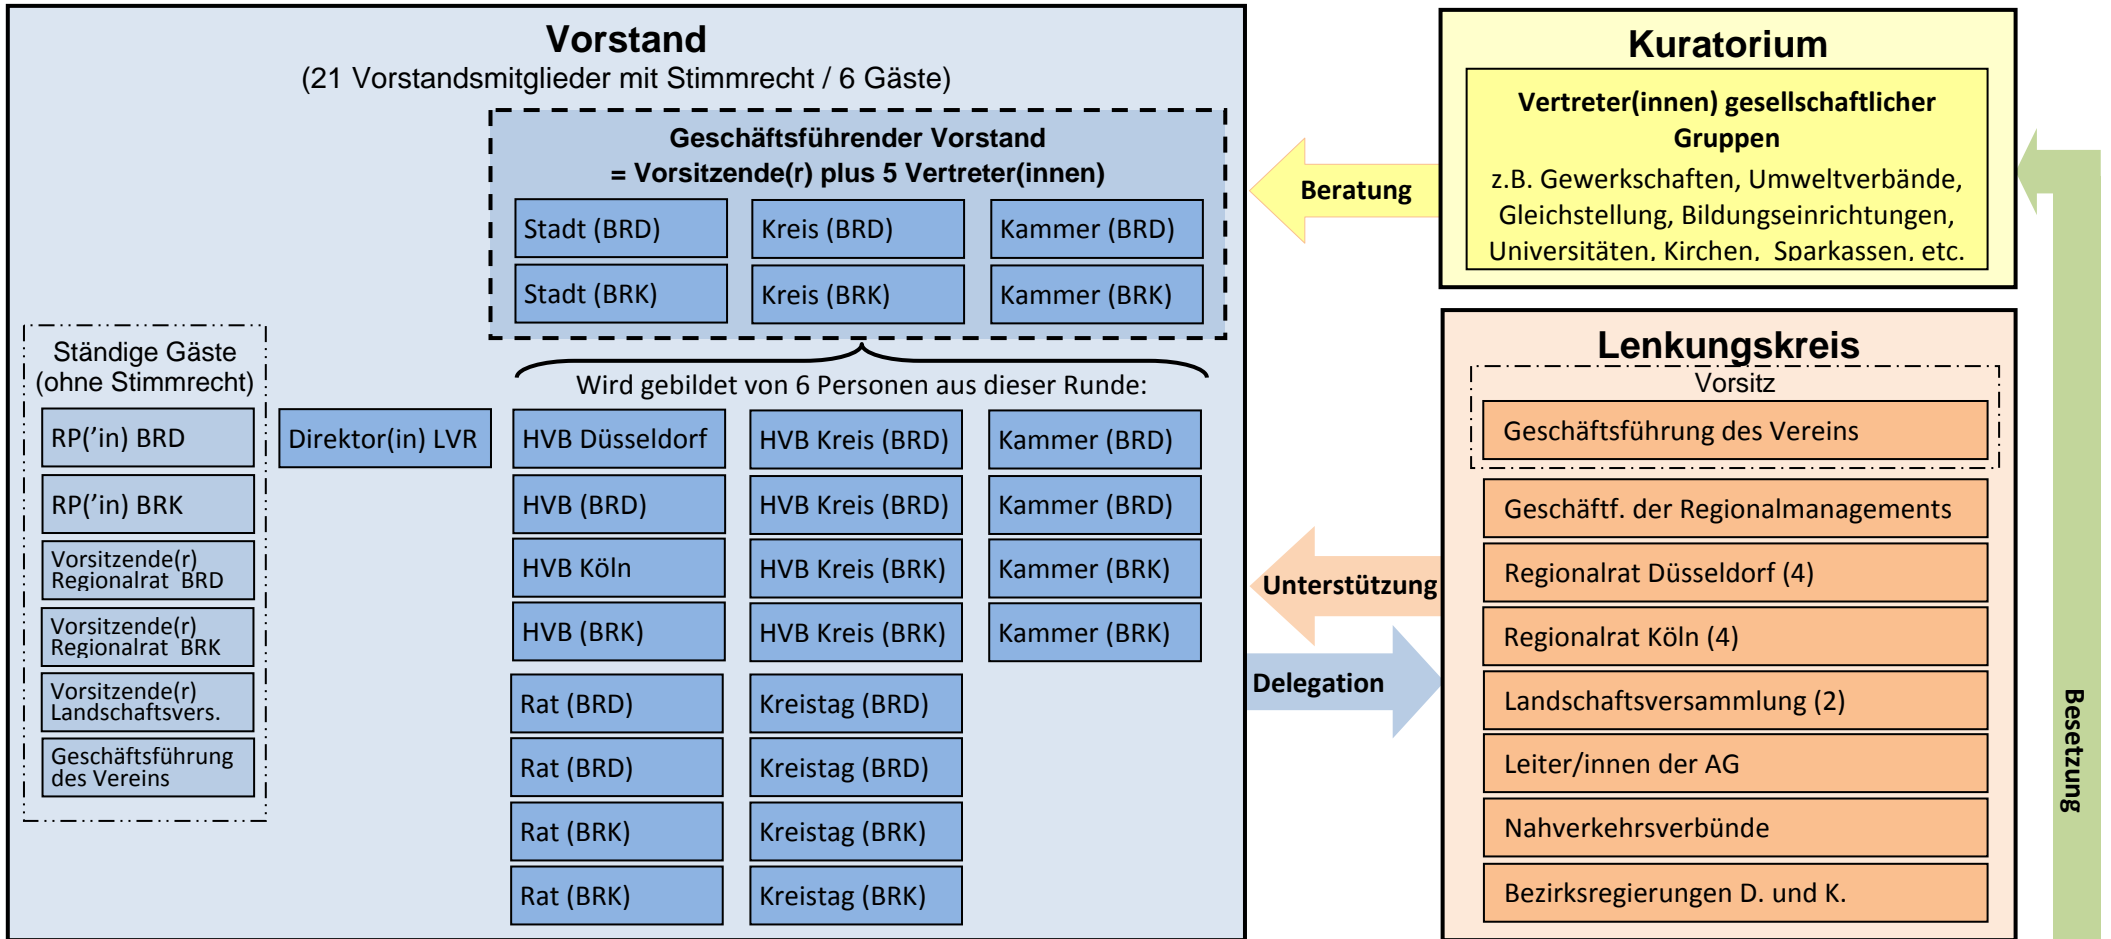 Vorstand
(21 Vorstandsmitglieder mit Stimmrecht / 6 Gäste)
Geschäftsführender Vorstand
= Vorsitzende(r) plus 5 Vertreter(innen)
Stadt (BRD)
Kreis (BRD)
Kammer (BRD)
Stadt (BRK)
Kreis (BRK)
Kammer (BRK)
Wird gebildet von 6 Personen aus dieser Runde:
Ständige Gäste
(ohne Stimmrecht)
RP('in) BRD
RP('in) BRK
Vorsitzende(r)
Regionalrat BRD
Vorsitzende(r)
Regionalrat BRK
Vorsitzende(r)
Landschaftsvers.
Geschäftsführung
des Vereins
Direktor(in) LVR
HVB Düsseldorf
HVB Kreis (BRD)
Kammer (BRD)
HVB (BRD)
HVB Kreis (BRD)
Kammer (BRD)
HVB Köln
HVB Kreis (BRK)
Kammer (BRK)
HVB (BRK)
HVB Kreis (BRK)
Kammer (BRK)
Rat (BRD)
Kreistag (BRD)
Rat (BRD)
Kreistag (BRD)
Rat (BRK)
Kreistag (BRK)
Rat (BRK)
Kreistag (BRK)
Beratung
Unterstützung
Delegation
Kuratorium
Vertreter(innen) gesellschaftlicher
Gruppen
z.B. Gewerkschaften, Umweltverbände,
Gleichstellung, Bildungseinrichtungen,
Universitäten, Kirchen, Sparkassen, etc.
Lenkungskreis
Vorsitz
Geschäftsführung des Vereins
Geschäftf. der Regionalmanagements
Regionalrat Düsseldorf (4)
Regionalrat Köln (4)
Landschaftsversammlung (2)
Leiter/innen der AG
Nahverkehrsverbünde
Bezirksregierungen D. und K.
Besetzung